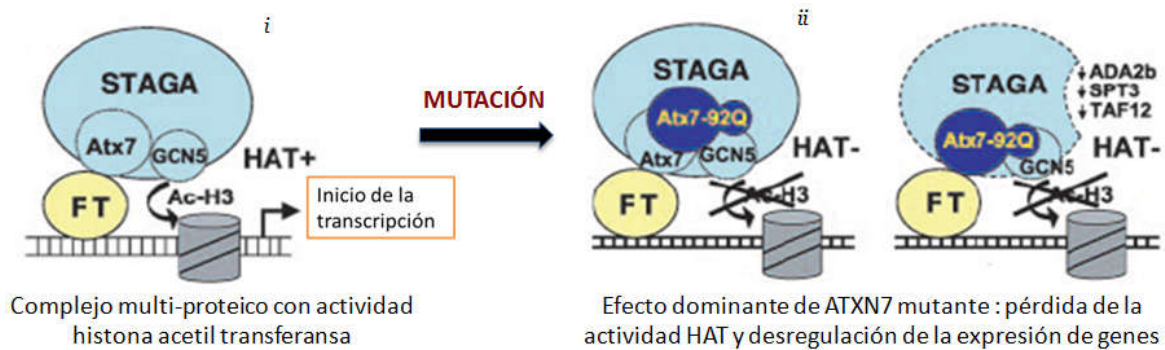 i
STAGA
Atx7
GCN5
HAT+
FT
Ac-H3
Inicio de la
transcripción
Complejo multi-proteico con actividad
histona acetil transferansa
MUTACIÓN
ii
STAGA
Atx7-92Q
Atx7
GCN5
HAT-
FT
Ac-H3
STAGA
ADA2b
SPT3
TAF12
Atx7-92Q
GCN5
HAT-
FT
Ac-H3
Efecto dominante de ATXN7 mutante : pérdida de la
actividad HAT y desregulación de la expresión de genes